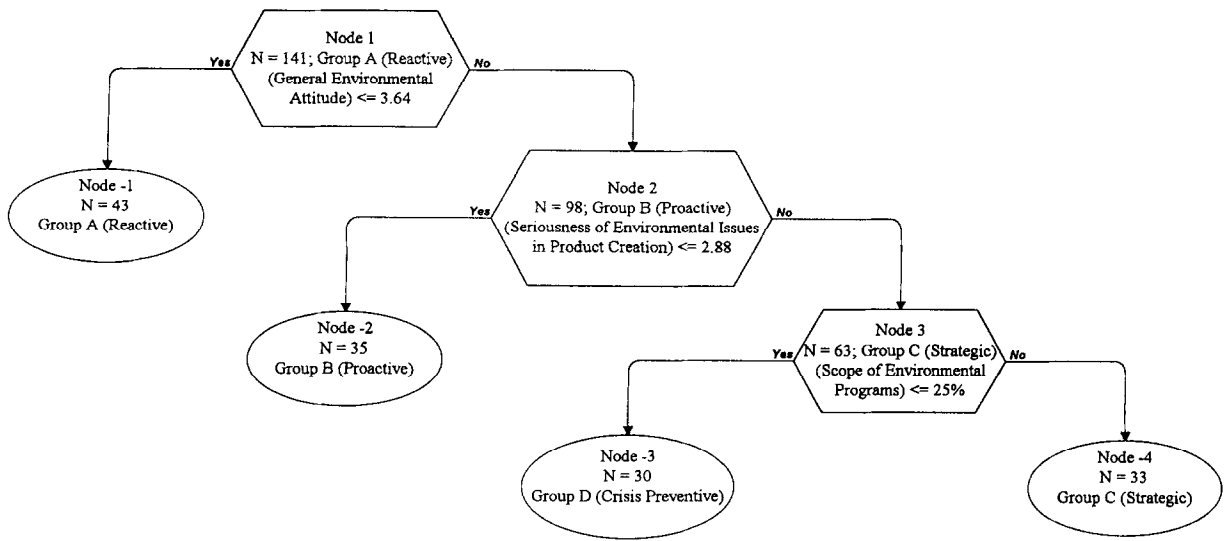 Node 1
N = 141; Group A (Reactive)
(General Environmental
Attitude) <= 3.64
Yes
No
Node -1
N = 43
Group A (Reactive)
Node 2
N = 98; Group B (Proactive)
(Seriousness of Environmental Issues
in Product Creation) <= 2.88
Yes
No
Node -2
N = 35
Group B (Proactive)
Node 3
N = 63; Group C (Strategic)
(Scope of Environmental
Programs) <= 25%
Yes
No
Node -3
N = 30
Group D (Crisis Preventive)
Node -4
N = 33
Group C (Strategic)